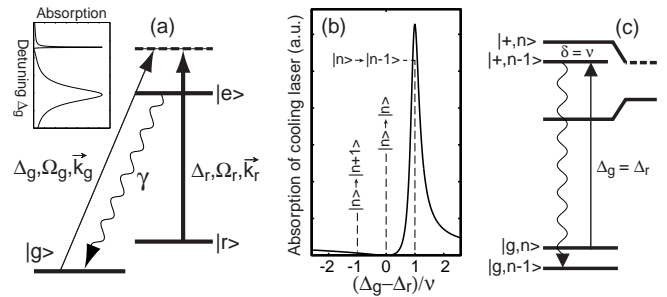 Absorption
(a)
Detuning Δg
|e>
Δg,Ωg,k⃗g
γ
Δr,Ωr,k⃗r
|g>
|r>
(b)
Absorption of cooling laser (a.u.)
|n>→|n-1>
|n>→|n>
|n>→|n+1>
-2 -1 0 1 2
(Δg−Δr)/ν
(c)
|+,n>
δ = ν
|+,n-1>
Δg = Δr
|g,n>
|g,n-1>